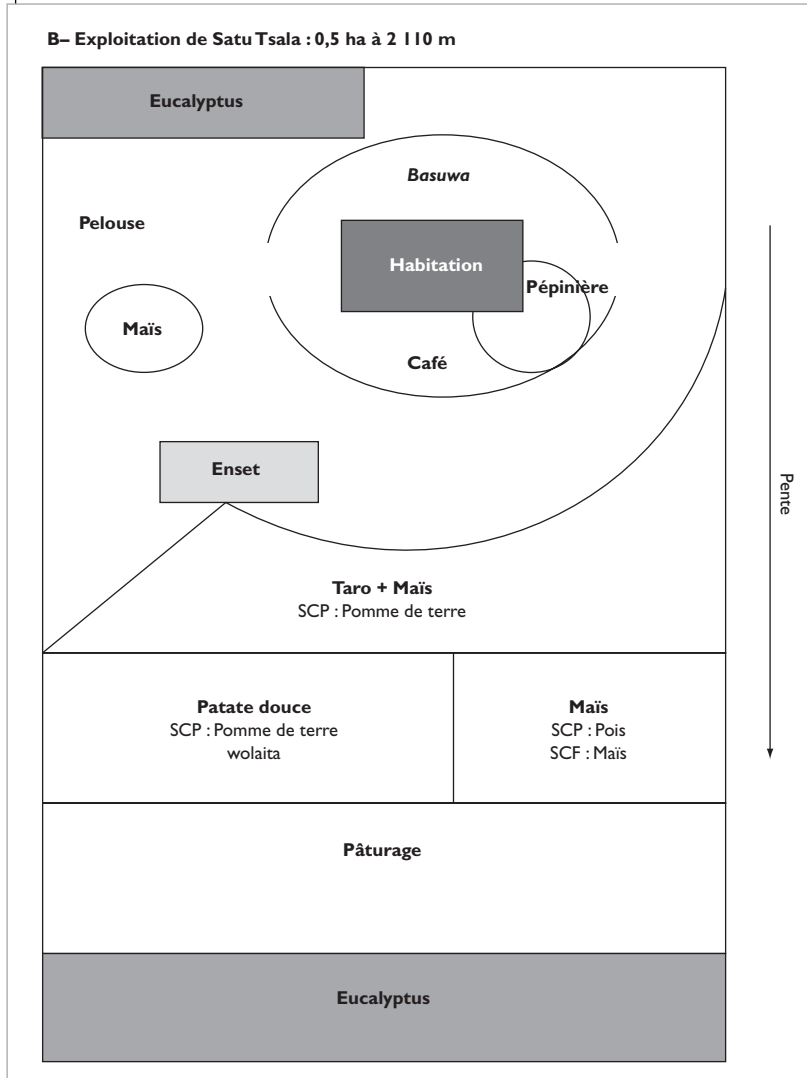 B– Exploitation de Satu Tsala : 0,5 ha à 2 110 m
Eucalyptus
Basuwa
Pelouse
Habitation
Pépinière
Maïs
Café
Enset
Pente
Taro + Maïs
SCP : Pomme de terre
Patate douce
SCP : Pomme de terre
wolaita
Maïs
SCP : Pois
SCF : Maïs
Pâturage
Eucalyptus